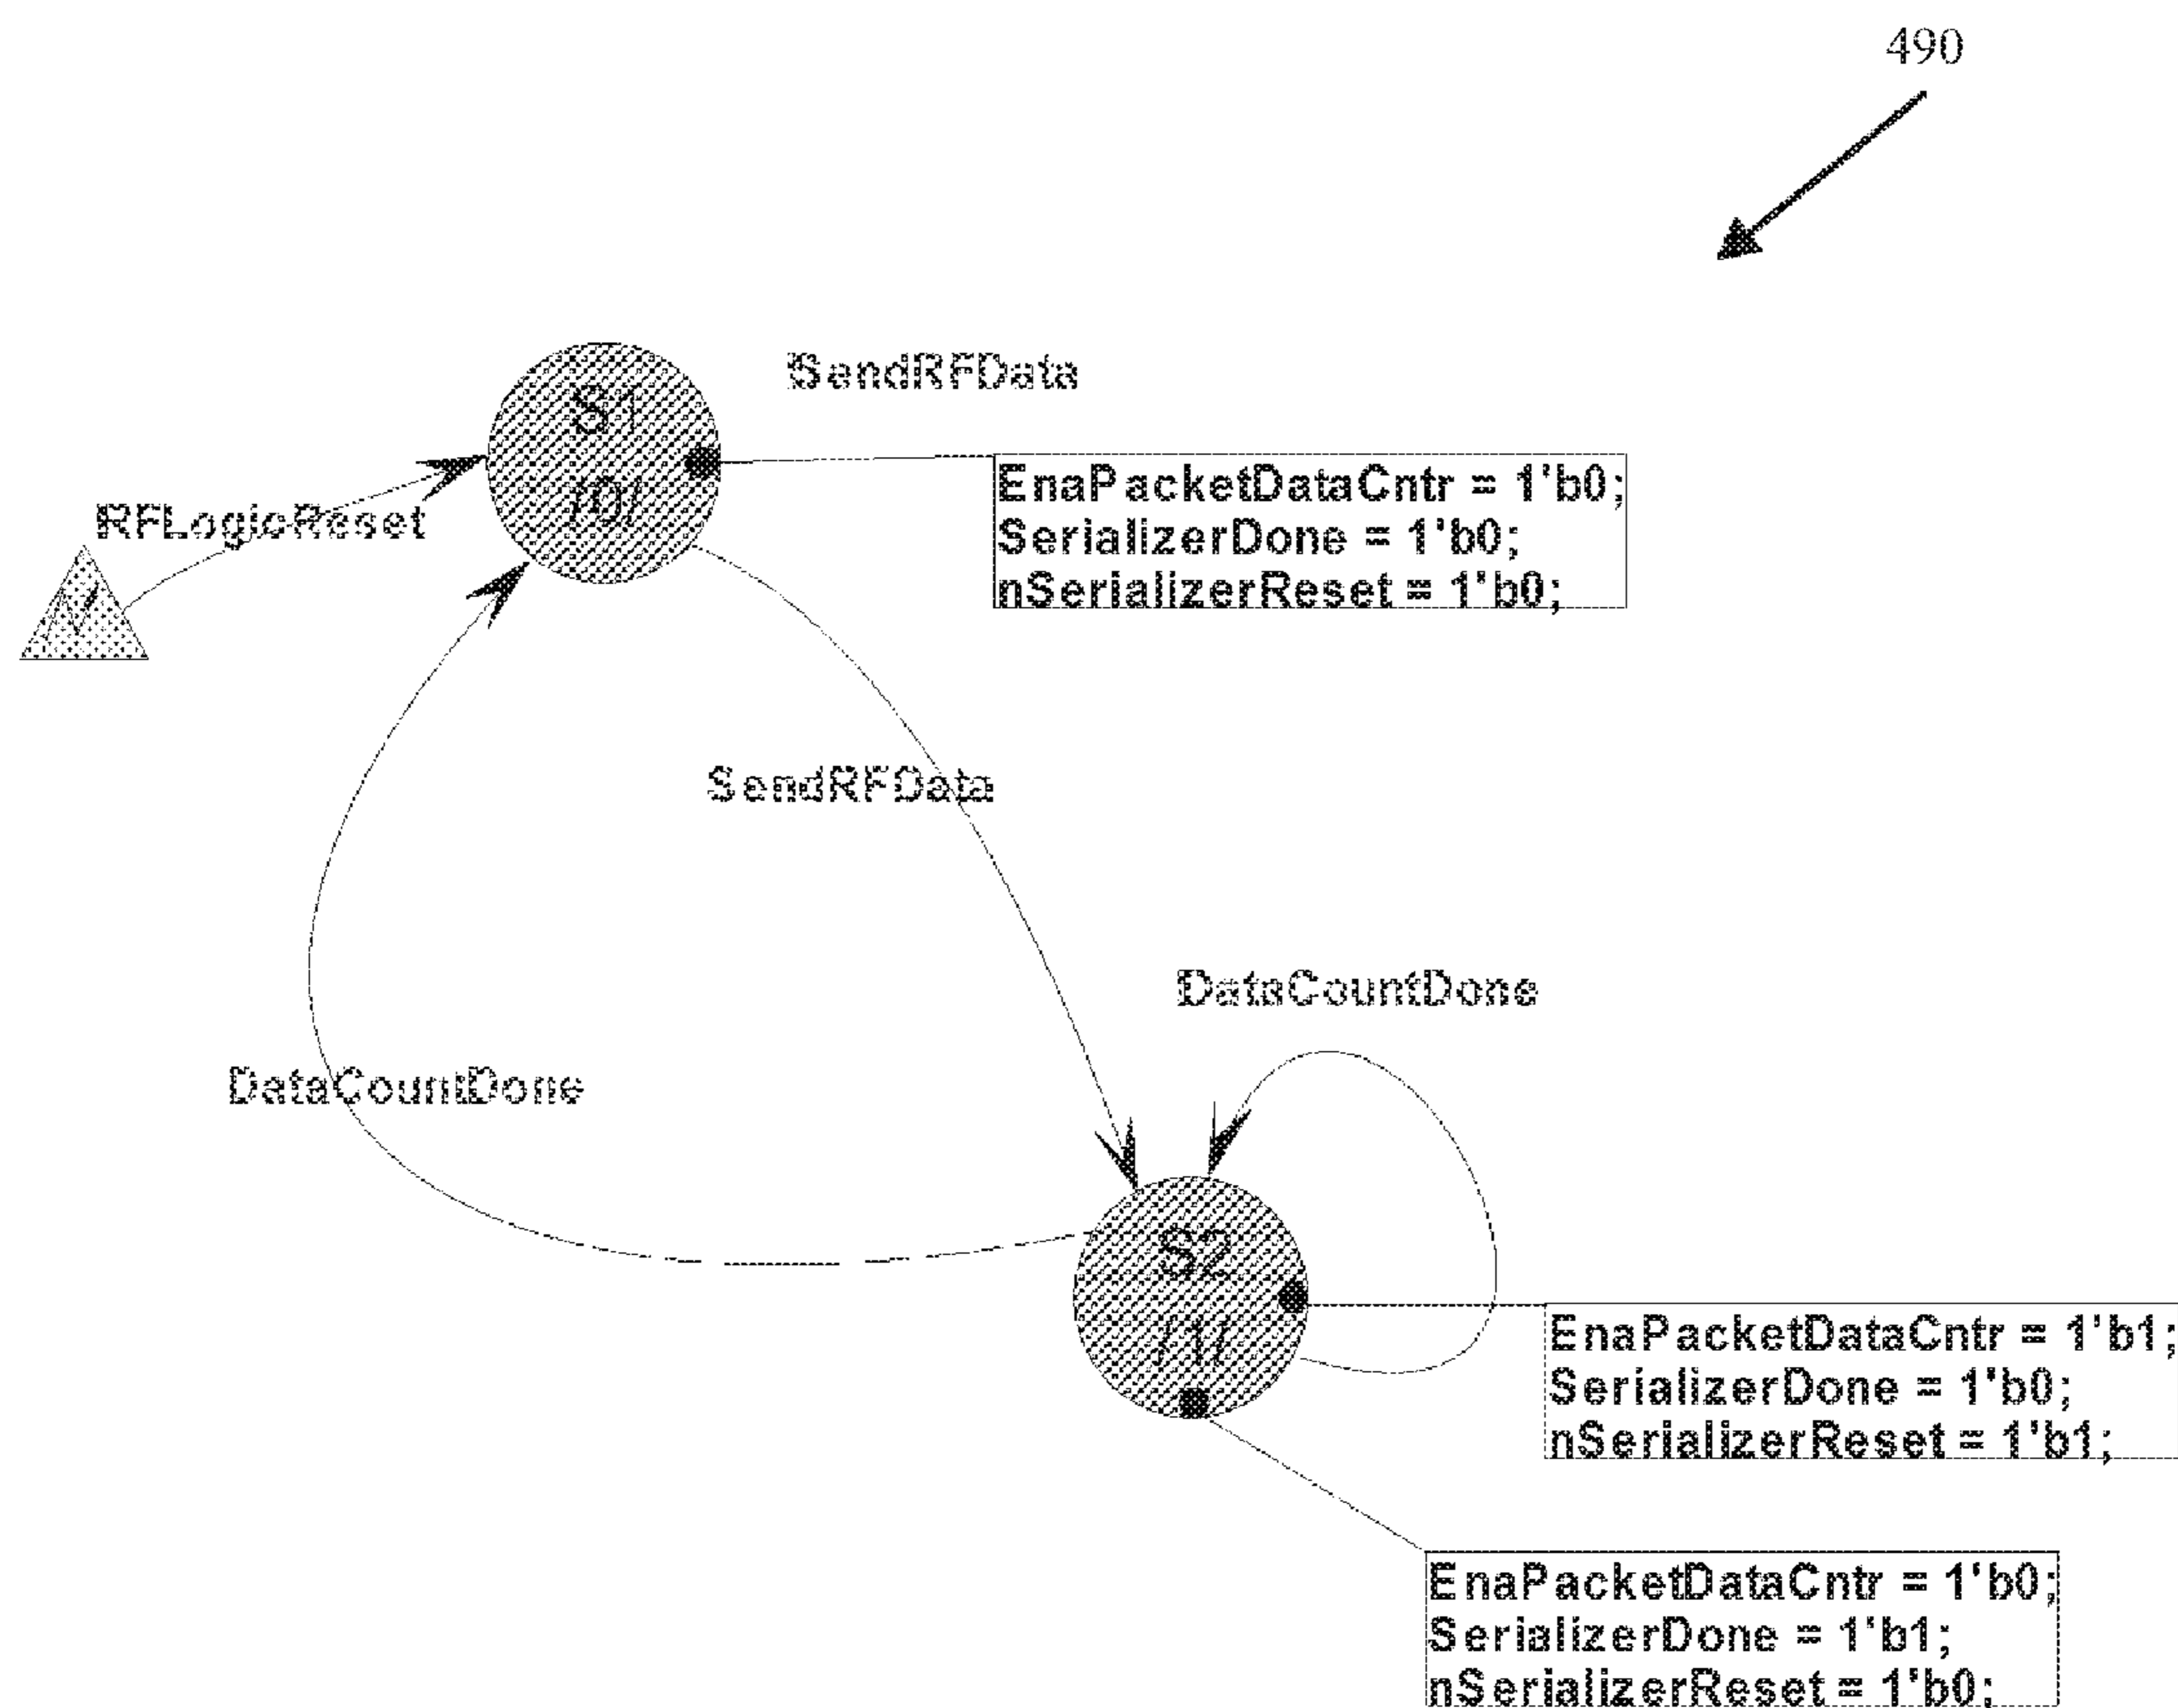 490
SendRFData
S1
/0/
EnaPacketDataCntr = 1'b0;
SerializerDone = 1'b0;
nSerializerReset = 1'b0;
RFLogicReset
SendRFData
DataCountDone
DataCountDone
S2
/1/
EnaPacketDataCntr = 1'b1;
SerializerDone = 1'b0;
nSerializerReset = 1'b1;
EnaPacketDataCntr = 1'b0;
SerializerDone = 1'b1;
nSerializerReset = 1'b0;